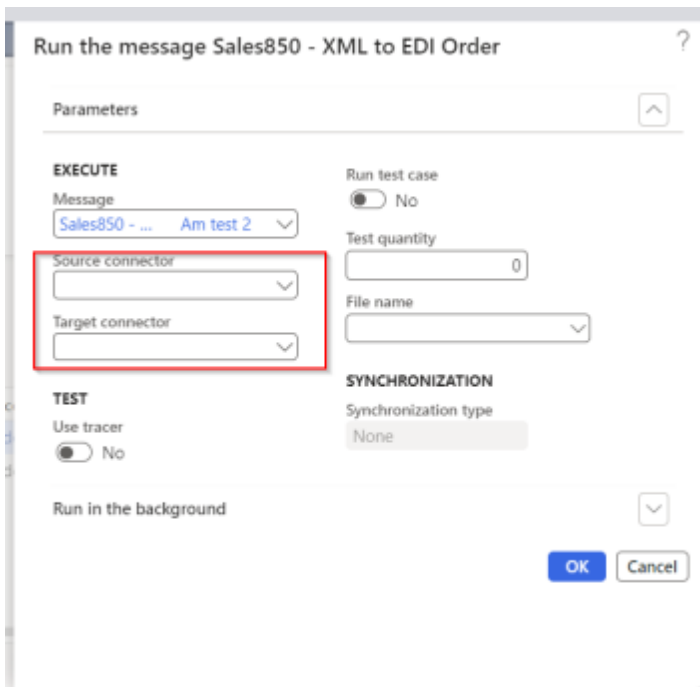 Run the message Sales850 - XML to EDI Order
?
Parameters
EXECUTE
Message
Sales850 - ... Am test 2
Source connector
Target connector
TEST
Use tracer
No
Run test case
No
Test quantity
0
File name
SYNCHRONIZATION
Synchronization type
None
Run in the background
OK
Cancel